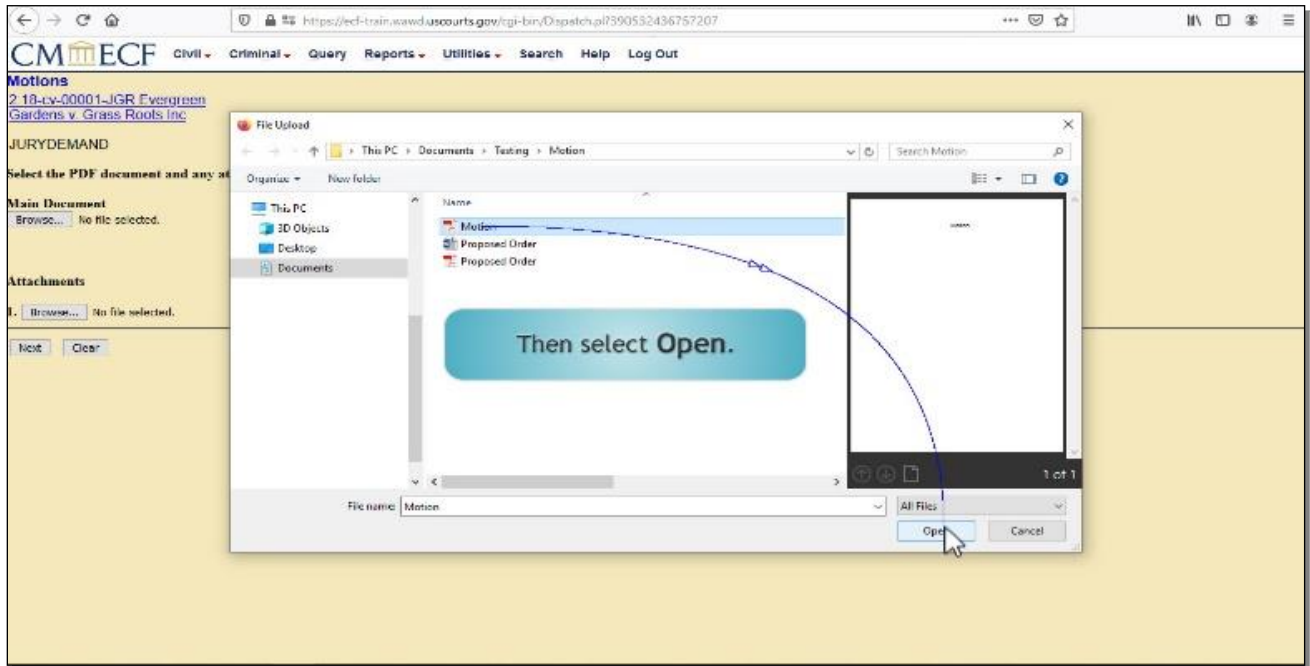 https://ecf-train.wawd.uscourts.gov/cgi-bin/Dispatch.pl?390532436757207
CM ECF Civil Criminal Query Reports Utilities Search Help Log Out
Motions
2:18-cv-00001-JGR Evergreen
Gardens v. Grass Roots Inc
JURYDEMAND
Select the PDF document and any at
Main Document
Browse... No file selected.
Attachments
1. Browse... No file selected.
Next Clear
File Upload
This PC › Documents › Testing › Motion
Search Motion
Organize New folder
This PC
3D Objects
Desktop
Documents
Name
Motion
Proposed Order
Proposed Order
Then select Open.
1 of 1
File name: Motion
All Files
Open Cancel